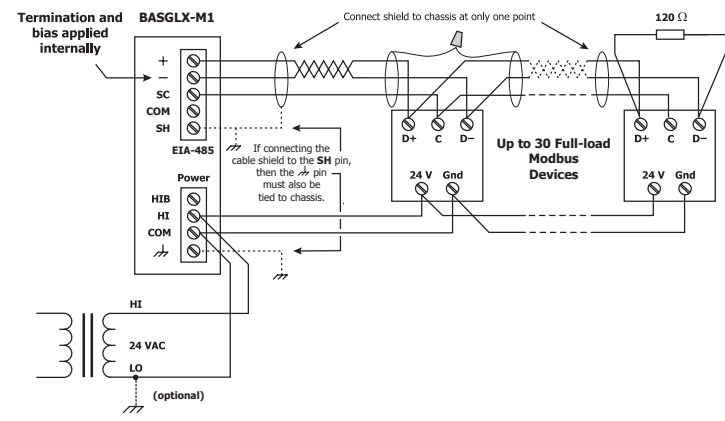 Termination and
bias applied
internally
BASGLX-M1
Connect shield to chassis at only one point
120 Ω
+
−
SC
COM
SH
EIA-485
If connecting the
cable shield to the SH pin,
then the pin
must also be
tied to chassis.
D+ C D−
Up to 30 Full-load
Modbus
Devices
D+ C D−
24 V Gnd
24 V Gnd
Power
HIB
HI
COM
HI
24 VAC
LO
(optional)